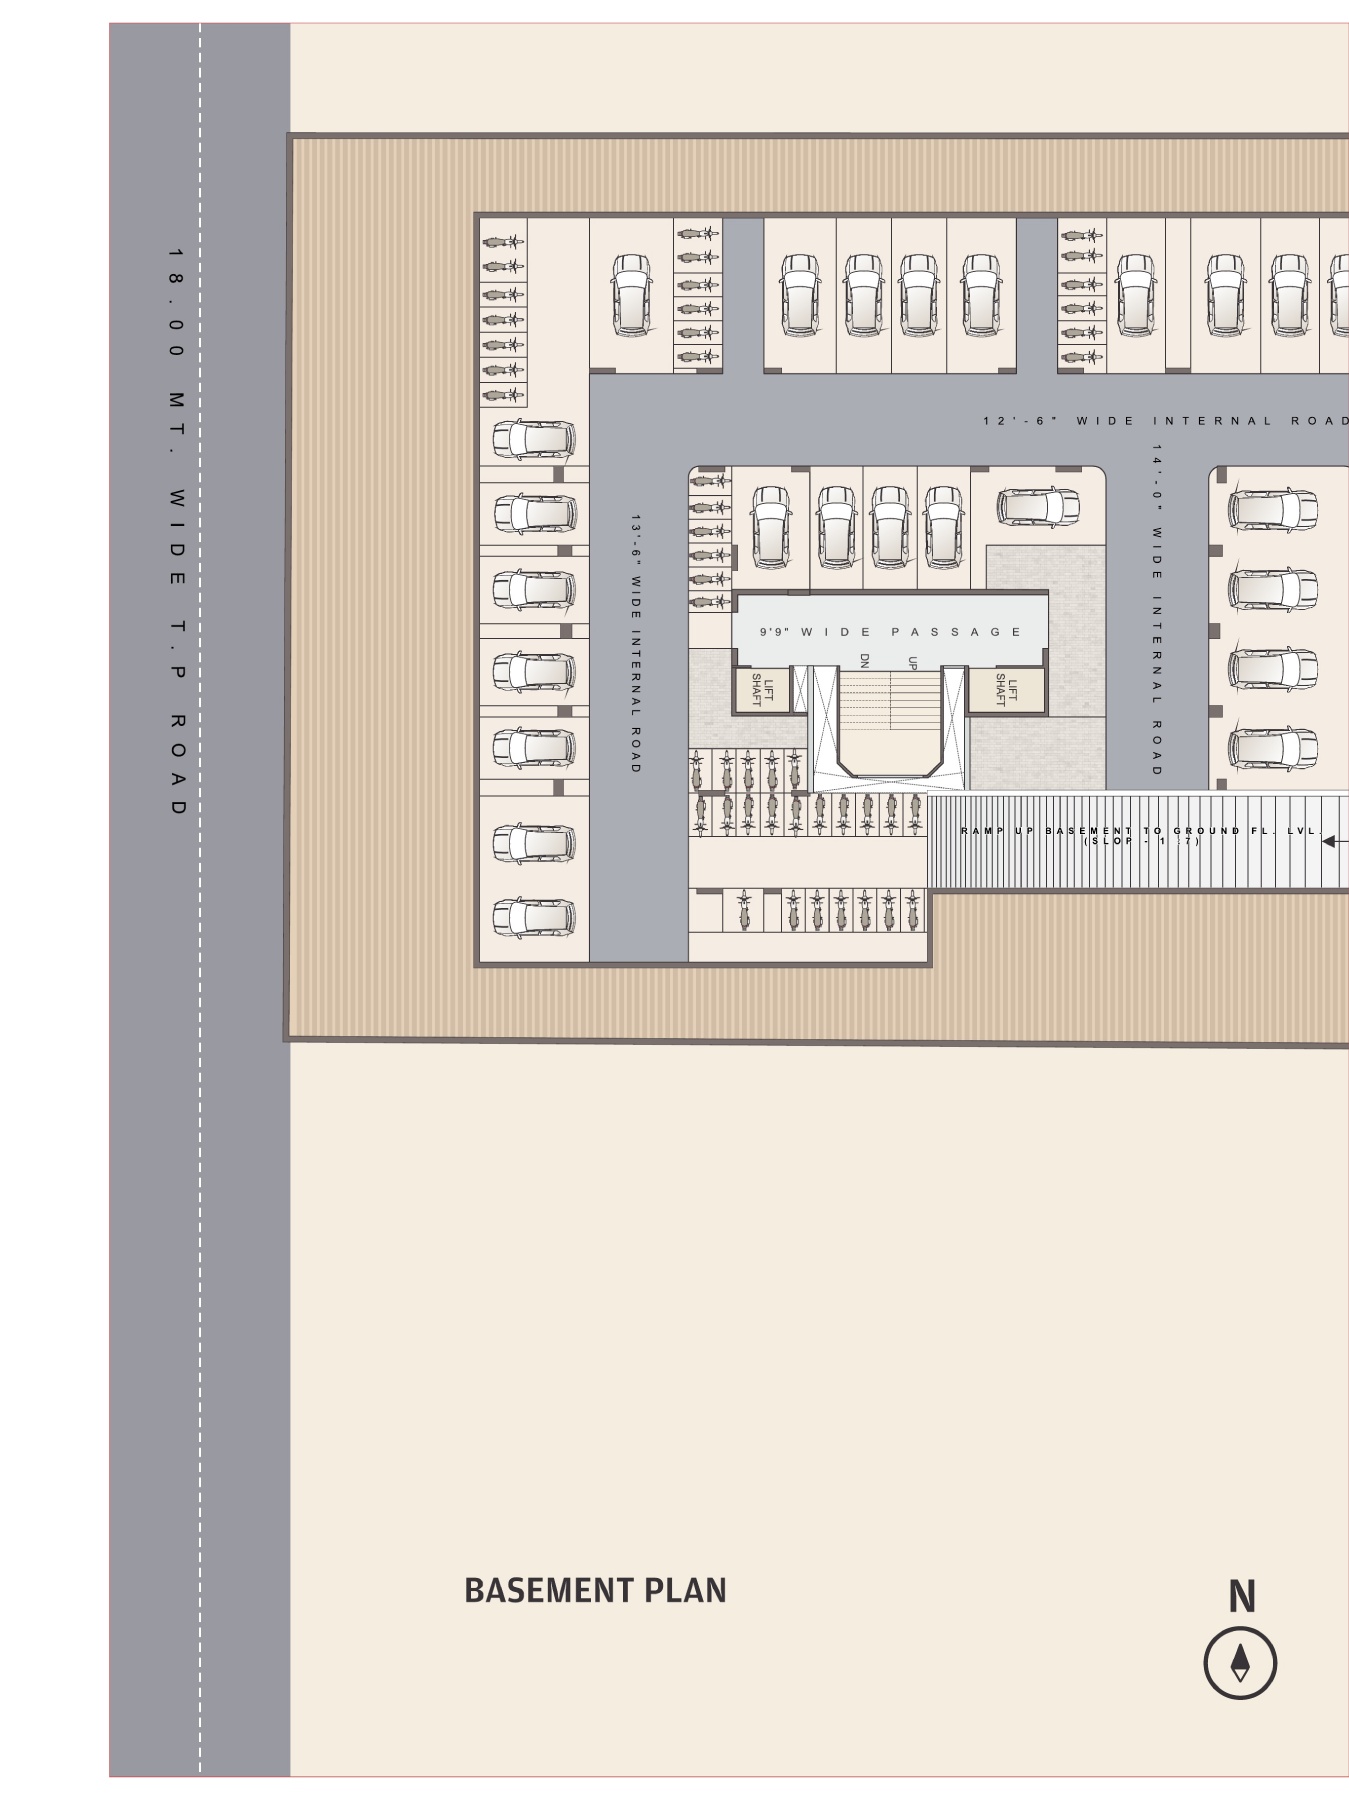 18.00 MT. WIDE T.P ROAD
12'-6" WIDE INTERNAL ROAD
14'-0" WIDE INTERNAL ROAD
13'-6" WIDE INTERNAL ROAD
9'9" WIDE PASSAGE
DN
UP
LIFT
SHAFT
LIFT
SHAFT
RAMP UP BASEMENT TO GROUND FL. LVL.
(SLOP - 1:7)
BASEMENT PLAN
N